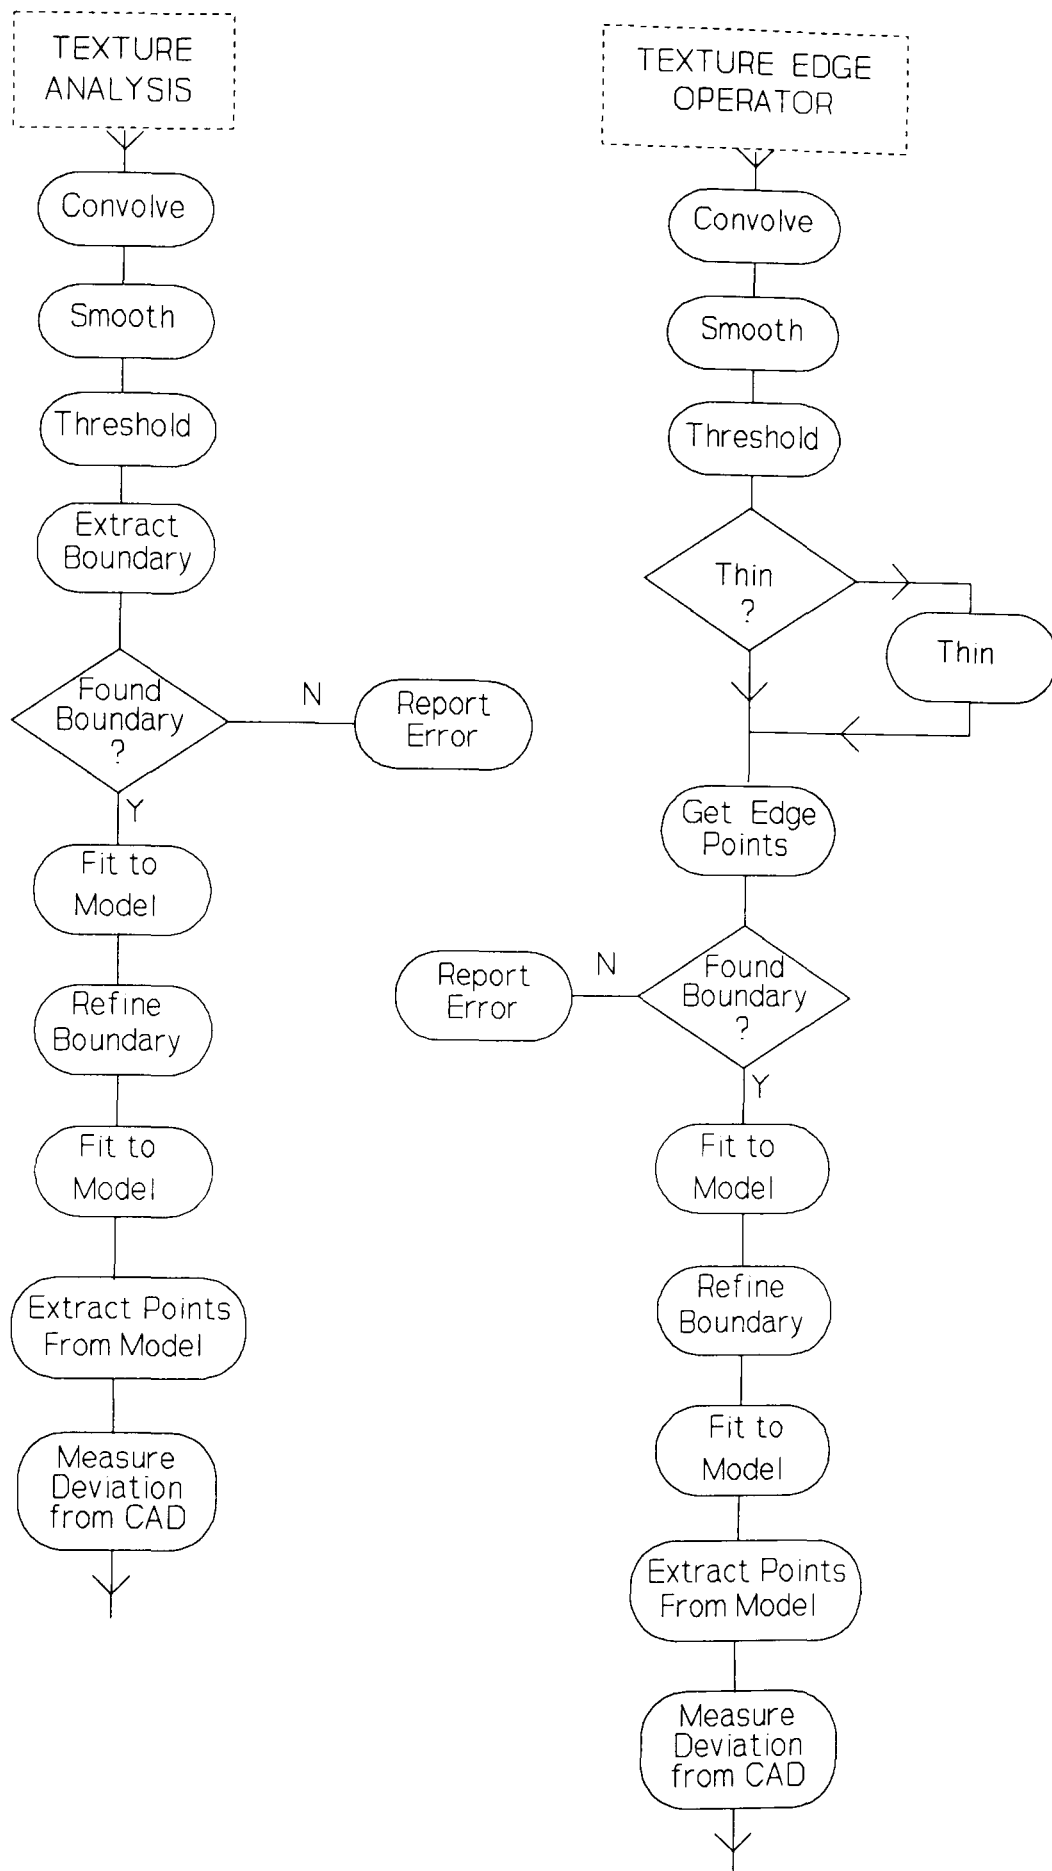 TEXTURE
ANALYSIS
Convolve
Smooth
Threshold
Extract
Boundary
Found
Boundary
?
N
Report
Error
Y
Fit to
Model
Refine
Boundary
Fit to
Model
Extract Points
From Model
Measure
Deviation
from CAD
TEXTURE EDGE
OPERATOR
Convolve
Smooth
Threshold
Thin
?
Thin
Get Edge
Points
Found
Boundary
?
N
Report
Error
Y
Fit to
Model
Refine
Boundary
Fit to
Model
Extract Points
From Model
Measure
Deviation
from CAD